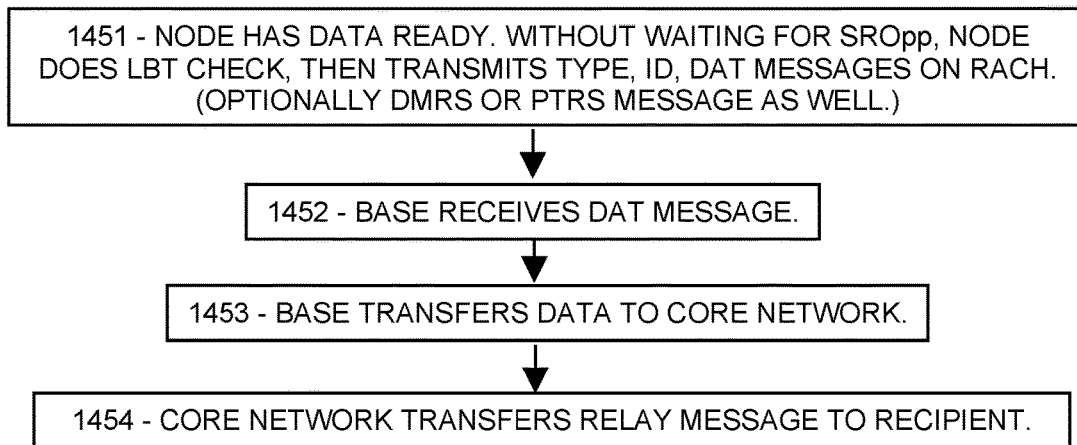 1451 - NODE HAS DATA READY. WITHOUT WAITING FOR SROpp, NODE
DOES LBT CHECK, THEN TRANSMITS TYPE, ID, DAT MESSAGES ON RACH.
(OPTIONALLY DMRS OR PTRS MESSAGE AS WELL.)
1452 - BASE RECEIVES DAT MESSAGE.
1453 - BASE TRANSFERS DATA TO CORE NETWORK.
1454 - CORE NETWORK TRANSFERS RELAY MESSAGE TO RECIPIENT.